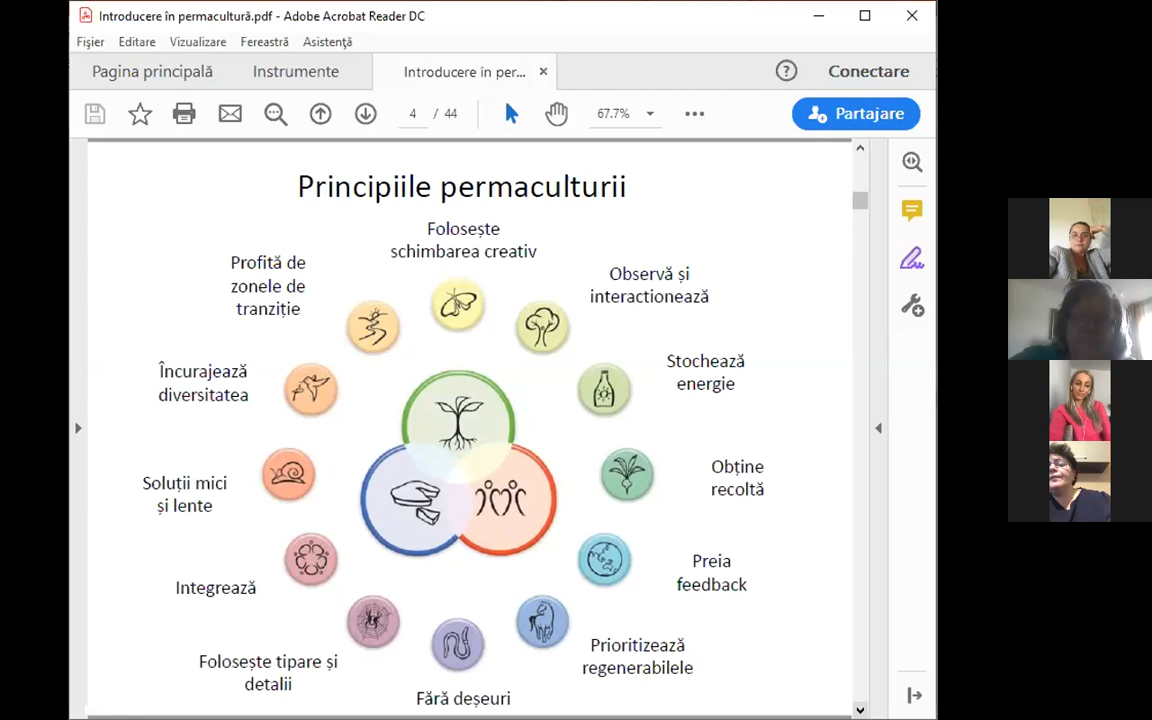 Introducere în permacultură.pdf - Adobe Acrobat Reader DC
Fișier Editare Vizualizare Fereastră Asistență
Pagina principală Instrumente Introducere în per... Conectare
4 / 44 67.7% Partajare
Principiile permaculturii
Folosește
schimbarea creativ
Observă și
interactionează
Stochează
energie
Obține
recoltă
Preia
feedback
Prioritizează
regenerabilele
Fără deșeuri
Folosește tipare și
detalii
Integrează
Soluții mici
și lente
Încurajează
diversitatea
Profită de
zonele de
tranziție